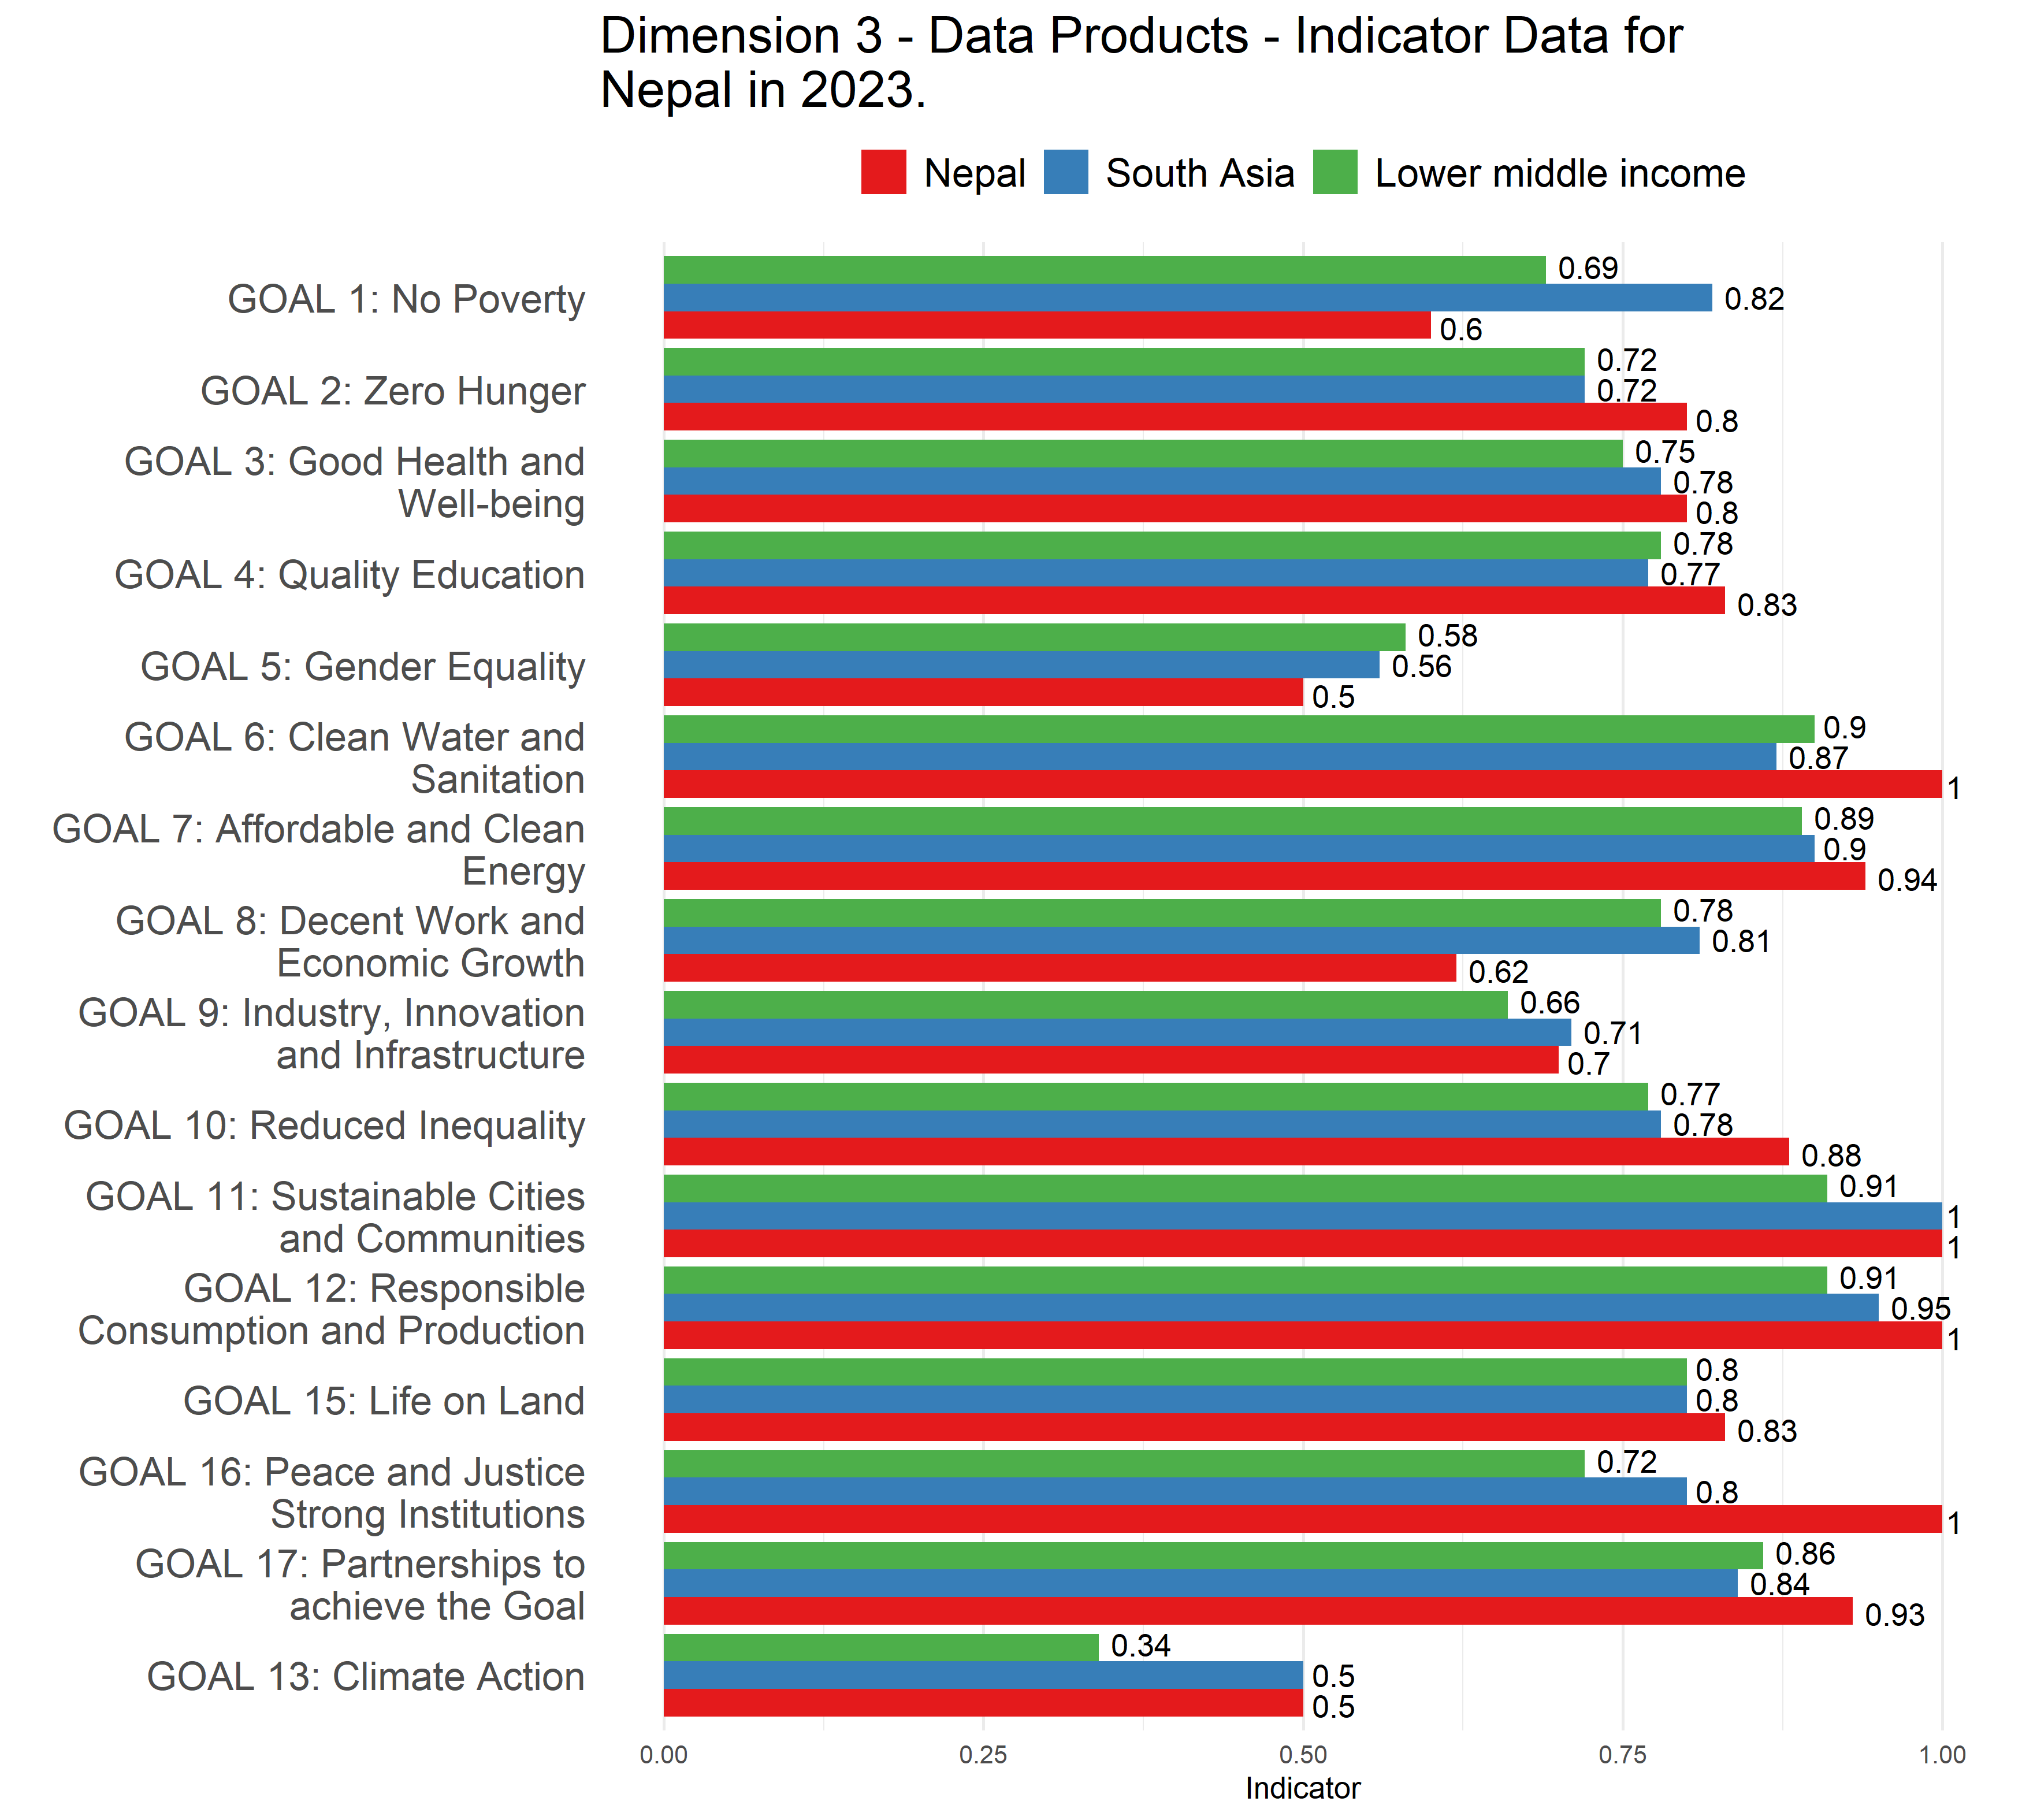 Dimension 3 - Data Products - Indicator Data for
Nepal in 2023.
Nepal South Asia Lower middle income
GOAL 1: No Poverty
0.69
0.82
0.6
GOAL 2: Zero Hunger
0.72
0.72
0.8
GOAL 3: Good Health and
Well-being
0.75
0.78
0.8
GOAL 4: Quality Education
0.78
0.77
0.83
GOAL 5: Gender Equality
0.58
0.56
0.5
GOAL 6: Clean Water and
Sanitation
0.9
0.87
1
GOAL 7: Affordable and Clean
Energy
0.89
0.9
0.94
GOAL 8: Decent Work and
Economic Growth
0.78
0.81
0.62
GOAL 9: Industry, Innovation
and Infrastructure
0.66
0.71
0.7
GOAL 10: Reduced Inequality
0.77
0.78
0.88
GOAL 11: Sustainable Cities
and Communities
0.91
1
1
GOAL 12: Responsible
Consumption and Production
0.91
0.95
1
GOAL 15: Life on Land
0.8
0.8
0.83
GOAL 16: Peace and Justice
Strong Institutions
0.72
0.8
1
GOAL 17: Partnerships to
achieve the Goal
0.86
0.84
0.93
GOAL 13: Climate Action
0.34
0.5
0.5
0.00 0.25 0.50 0.75 1.00
Indicator